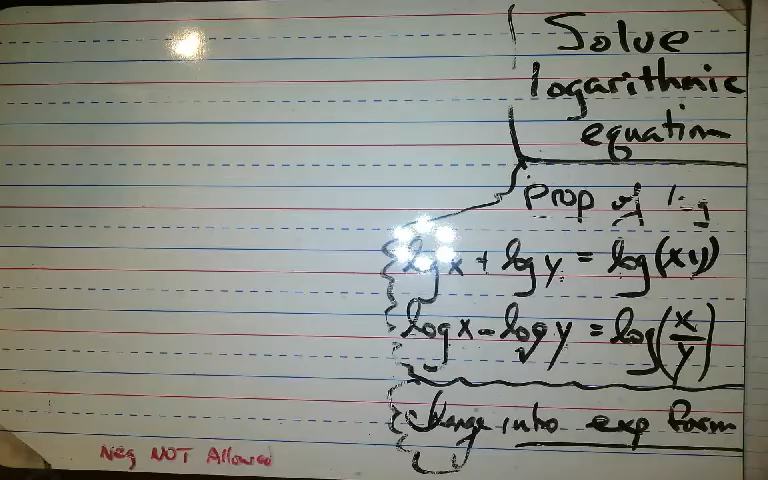 Solve
logarithmic
equation
Prop of log
log x + log y = log(xy)
log x - log y = log(x/y)
Change into exp form
Neg NOT Allowed